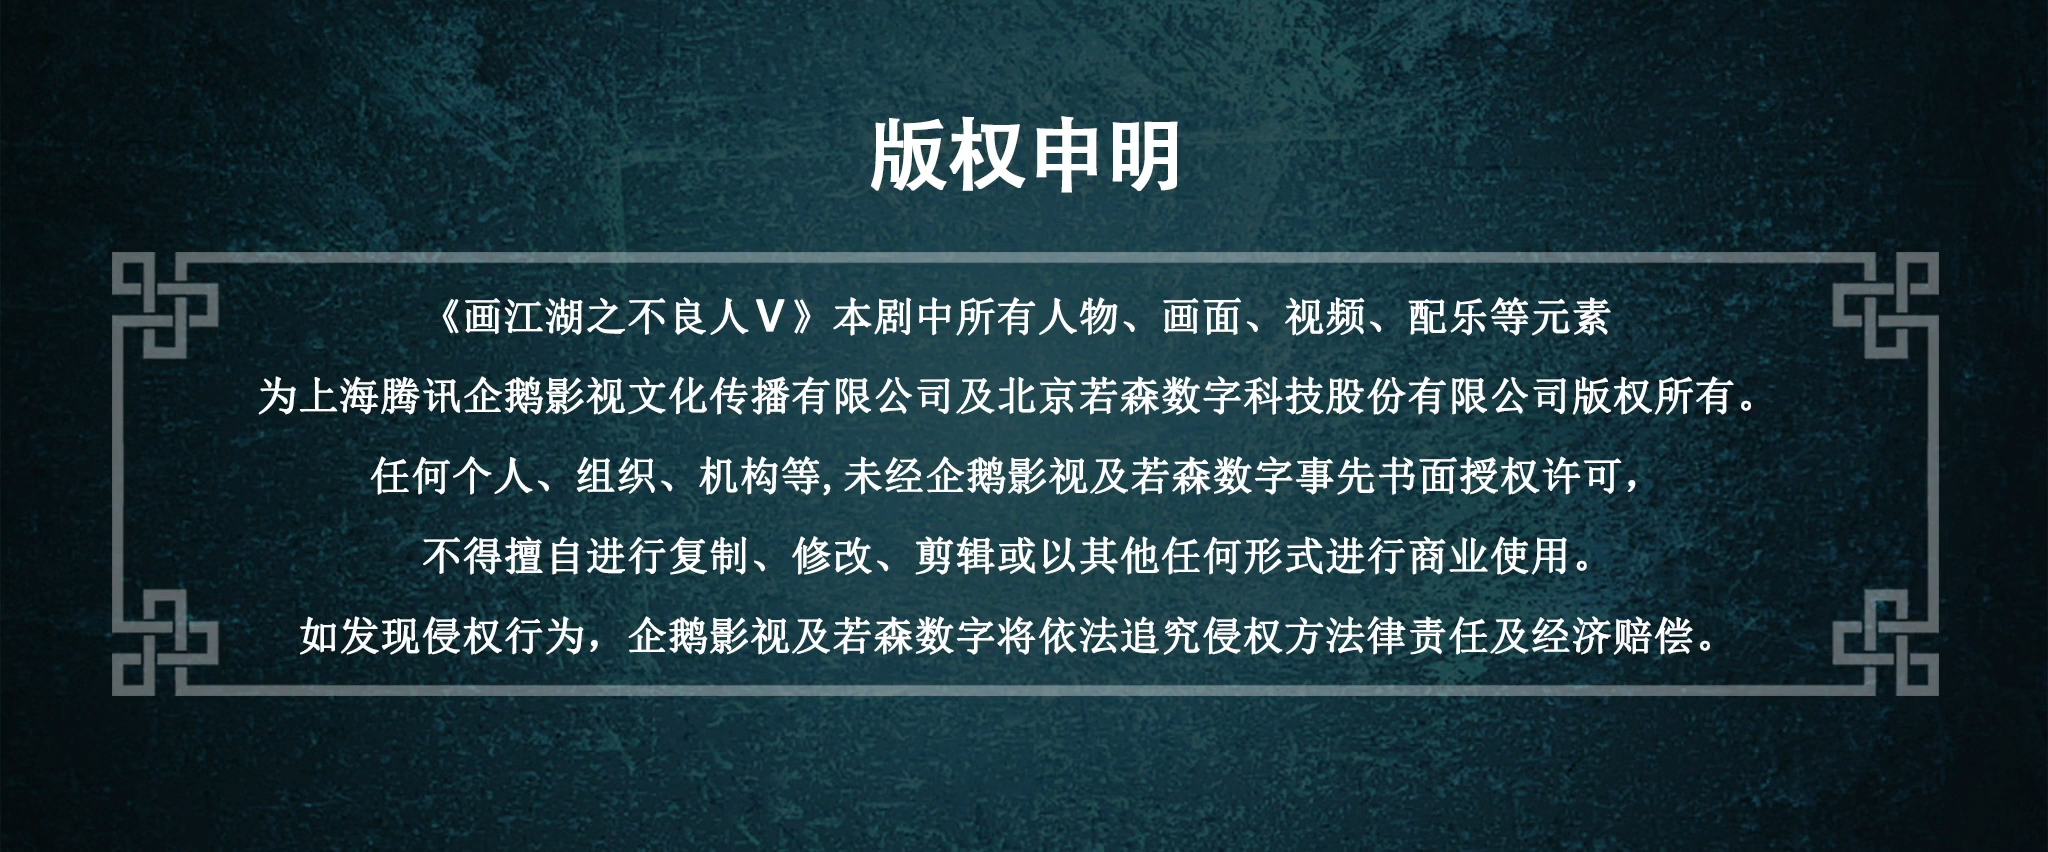 版权申明
《画江湖之不良人Ⅴ》本剧中所有人物、画面、视频、配乐等元素
为上海腾讯企鹅影视文化传播有限公司及北京若森数字科技股份有限公司版权所有。
任何个人、组织、机构等,未经企鹅影视及若森数字事先书面授权许可，
不得擅自进行复制、修改、剪辑或以其他任何形式进行商业使用。
如发现侵权行为，企鹅影视及若森数字将依法追究侵权方法律责任及经济赔偿。